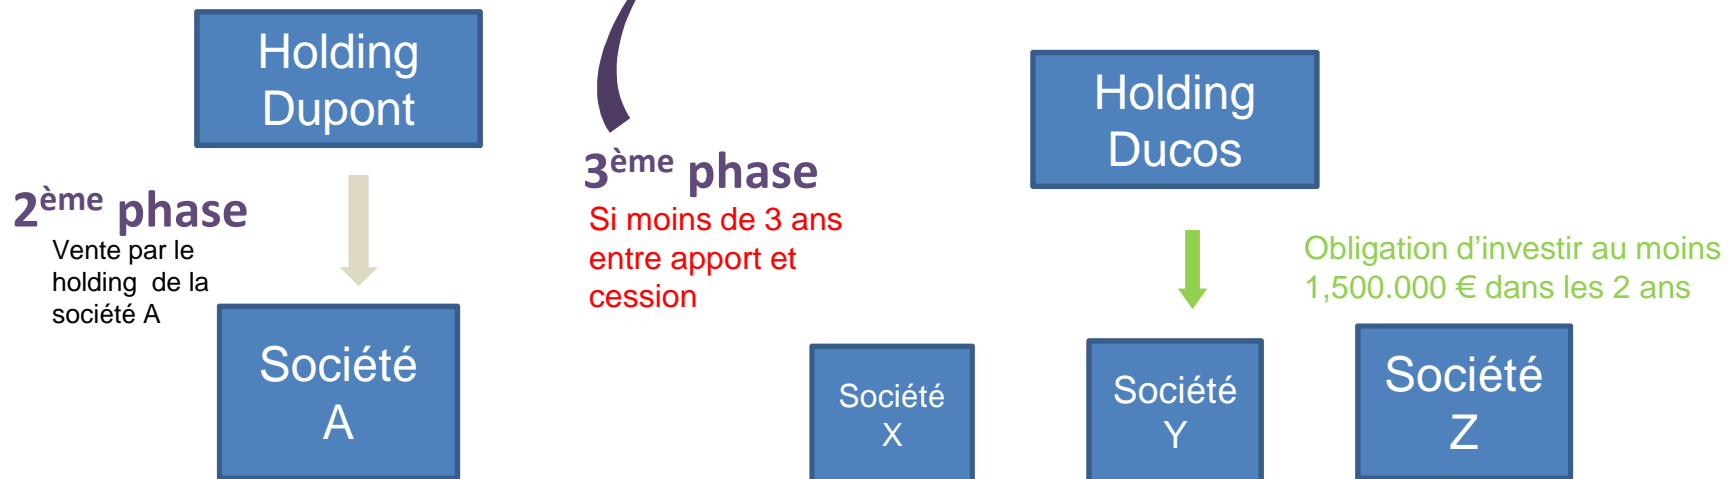 Holding
Dupont
2ème phase
Vente par le
holding de la
société A
Société
A
3ème phase
Si moins de 3 ans
entre apport et
cession
Holding
Ducos
Obligation d’investir au moins
1,500.000 € dans les 2 ans
Société
X
Société
Y
Société
Z